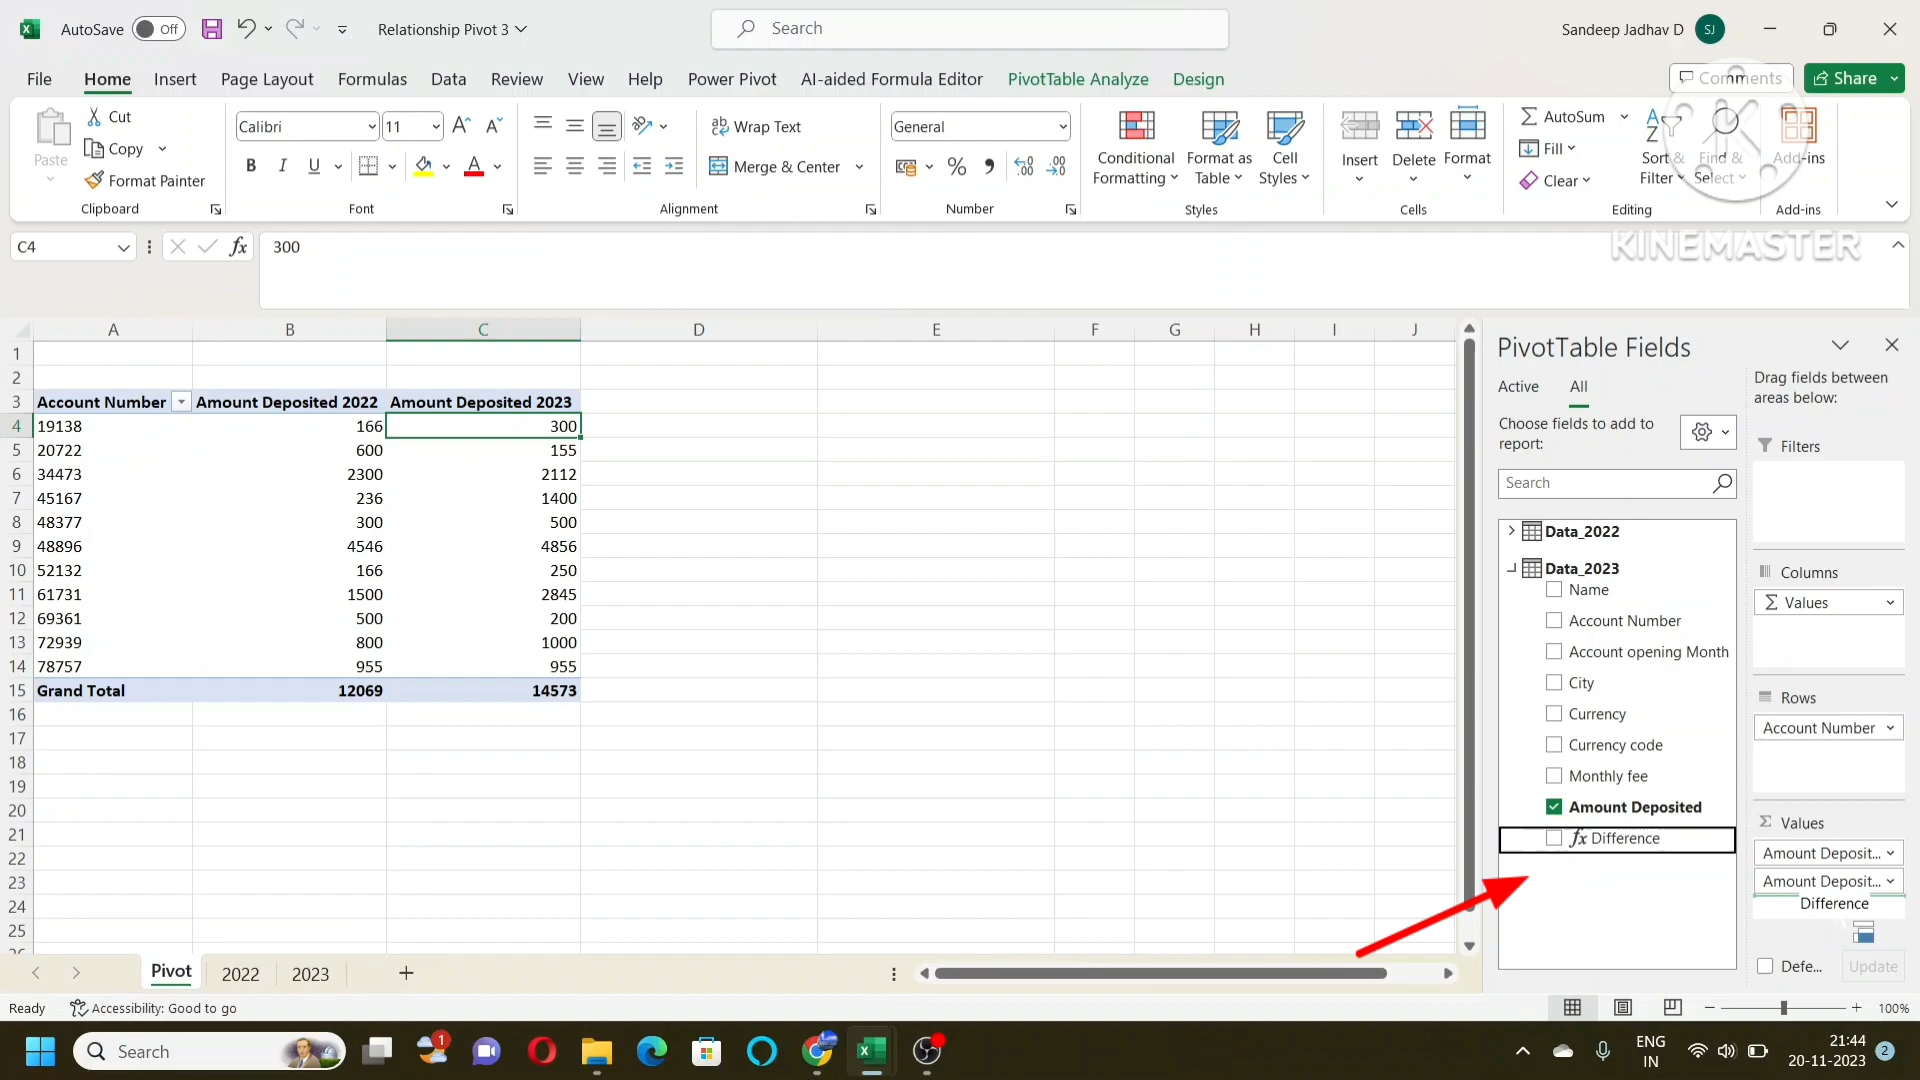 AutoSave Off Relationship Pivot 3 Search Sandeep Jadhav D SJ
File Home Insert Page Layout Formulas Data Review View Help Power Pivot AI-aided Formula Editor PivotTable Analyze Design Comments Share
Paste Cut
Copy
Format Painter
Clipboard
Calibri 11
B I U
Font
Wrap Text
Merge & Center
Alignment
General
Number
Conditional Formatting
Format as Table
Cell Styles
Styles
Insert Delete Format
Cells
AutoSum
Fill
Clear
Sort & Filter
Find & Select
Editing
Add-ins
Add-ins
KINEMASTER
C4 fx 300
A B C D E F G H I J
1
2
3 Account Number Amount Deposited 2022 Amount Deposited 2023
4 19138 166 300
5 20722 600 155
6 34473 2300 2112
7 45167 236 1400
8 48377 300 500
9 48896 4546 4856
10 52132 166 250
11 61731 1500 2845
12 69361 500 200
13 72939 800 1000
14 78757 955 955
15 Grand Total 12069 14573
16
17
18
19
20
21
22
23
24
25
PivotTable Fields
Active All
Choose fields to add to
report:
Search
Data_2022
Data_2023
Name
Account Number
Account opening Month
City
Currency
Currency code
Monthly fee
Amount Deposited
fx Difference
Drag fields between
areas below:
Filters
Columns
Σ Values
Rows
Account Number
Σ Values
Amount Deposit...
Amount Deposit...
Difference
Defe... Update
Pivot 2022 2023
Ready Accessibility: Good to go 100%
Search 1 ENG
IN
21:44
20-11-2023
2